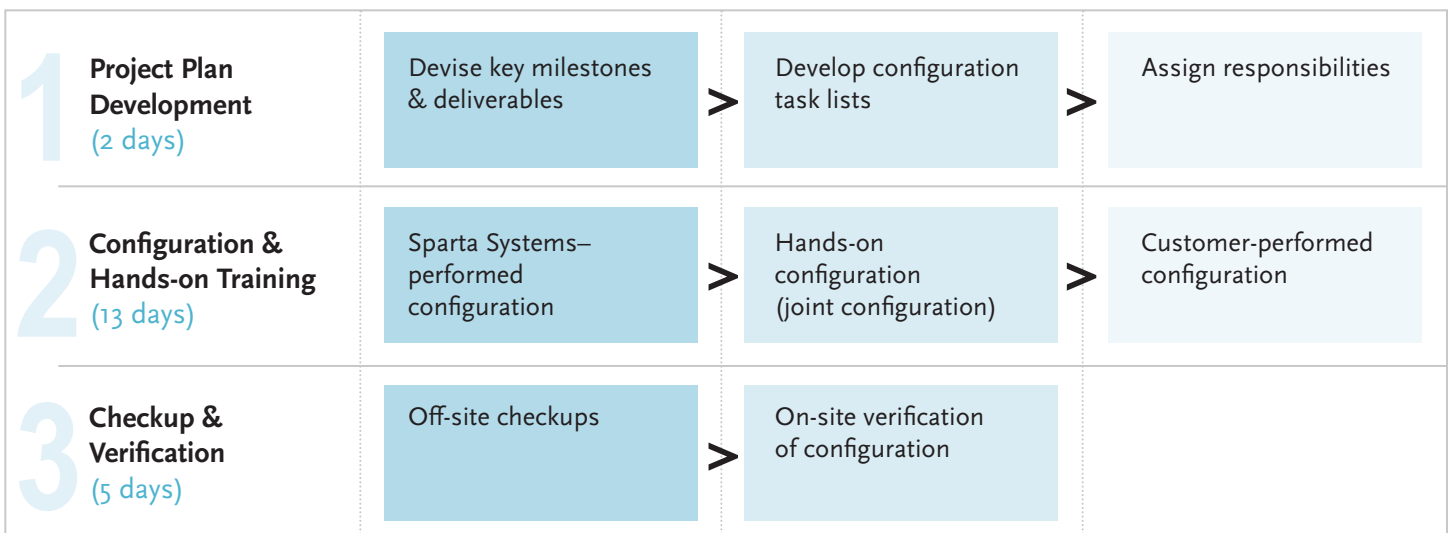 1
Project Plan
Development
(2 days)
Devise key milestones
& deliverables
>
Develop configuration
task lists
>
Assign responsibilities
2
Configuration &
Hands-on Training
(13 days)
Sparta Systems–
performed
configuration
>
Hands-on
configuration
(joint configuration)
>
Customer-performed
configuration
3
Checkup &
Verification
(5 days)
Off-site checkups
>
On-site verification
of configuration